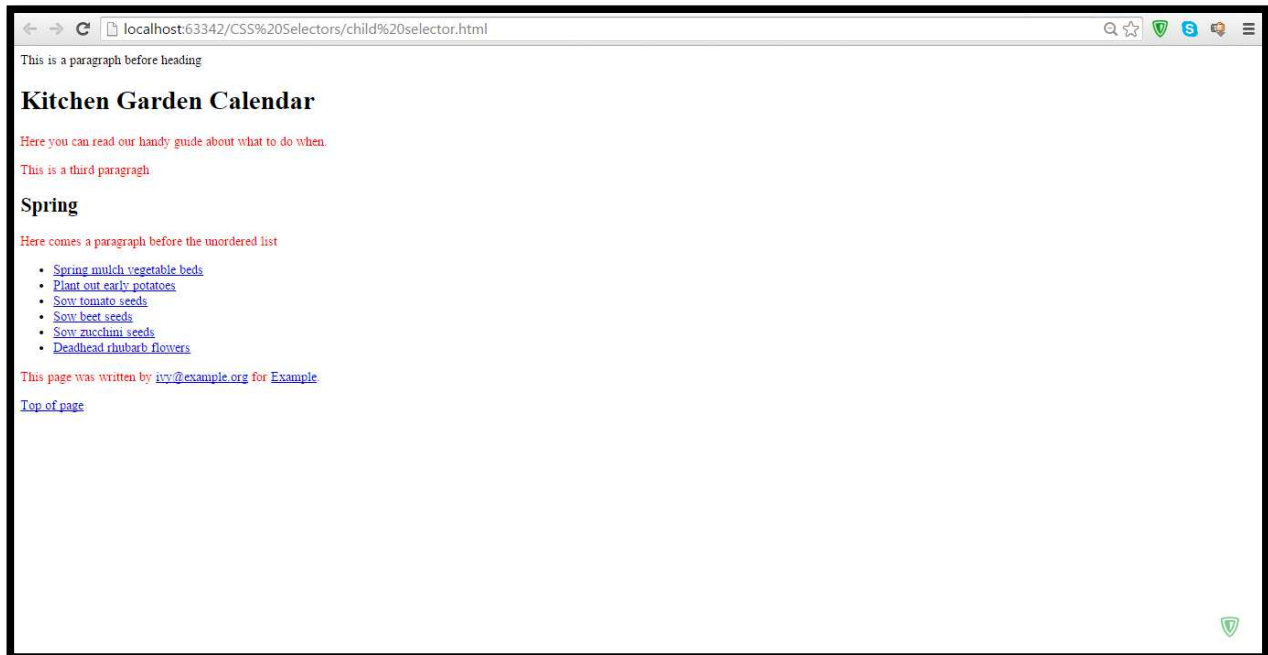 localhost:63342/CSS%20Selectors/child%20selector.html
This is a paragraph before heading
Kitchen Garden Calendar
Here you can read our handy guide about what to do when.
This is a third paragragh
Spring
Here comes a paragraph before the unordered list
• Spring mulch vegetable beds
• Plant out early potatoes
• Sow tomato seeds
• Sow beet seeds
• Sow zucchini seeds
• Deadhead rhubarb flowers
This page was written by ivy@example.org for Example.
Top of page